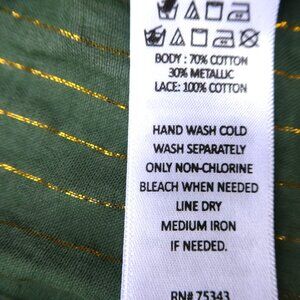 BODY : 70% COTTON
30% METALLIC
LACE: 100% COTTON
HAND WASH COLD
WASH SEPARATELY
ONLY NON-CHLORINE
BLEACH WHEN NEEDED
LINE DRY
MEDIUM IRON
IF NEEDED.
RN# 75343